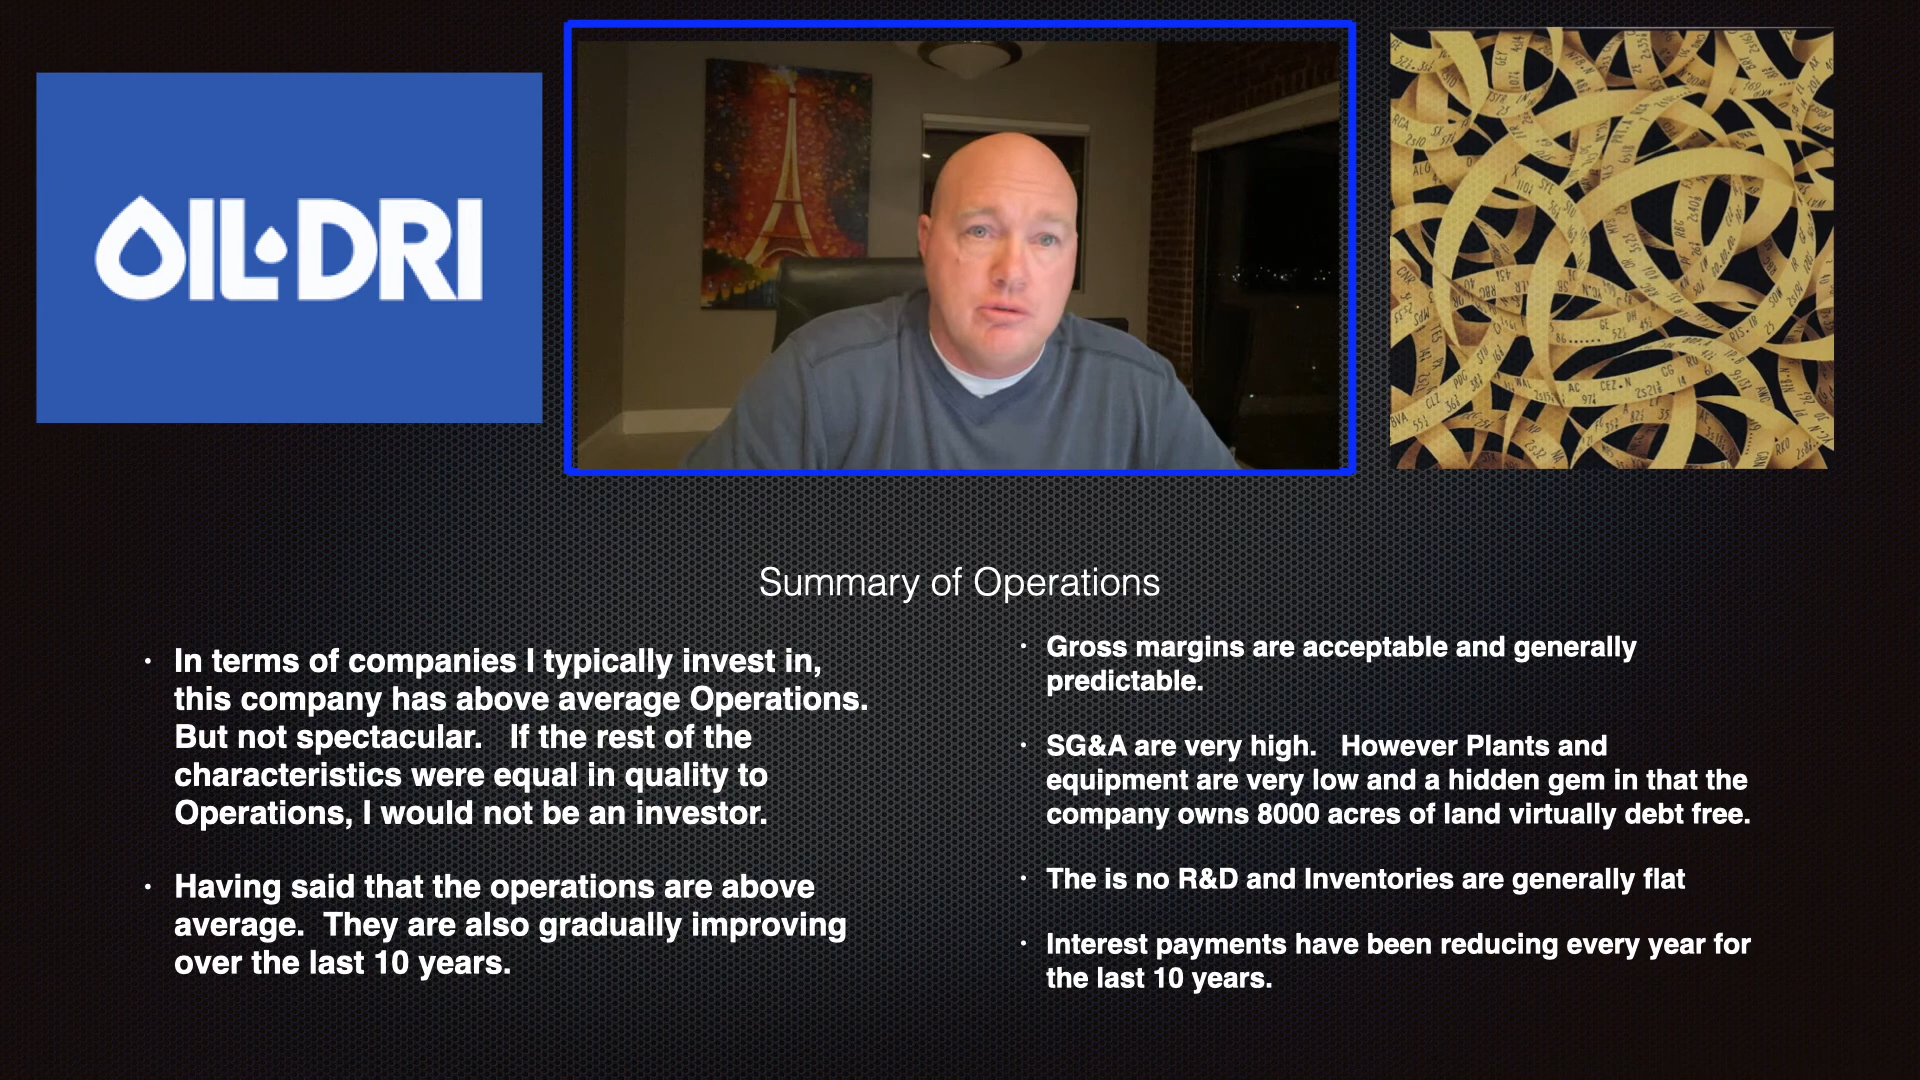 OIL·DRI
Summary of Operations
• In terms of companies I typically invest in,
this company has above average Operations.
But not spectacular.   If the rest of the
characteristics were equal in quality to
Operations, I would not be an investor.
• Having said that the operations are above
average.  They are also gradually improving
over the last 10 years.
• Gross margins are acceptable and generally
predictable.
• SG&A are very high.   However Plants and
equipment are very low and a hidden gem in that the
company owns 8000 acres of land virtually debt free.
• The is no R&D and Inventories are generally flat
• Interest payments have been reducing every year for
the last 10 years.